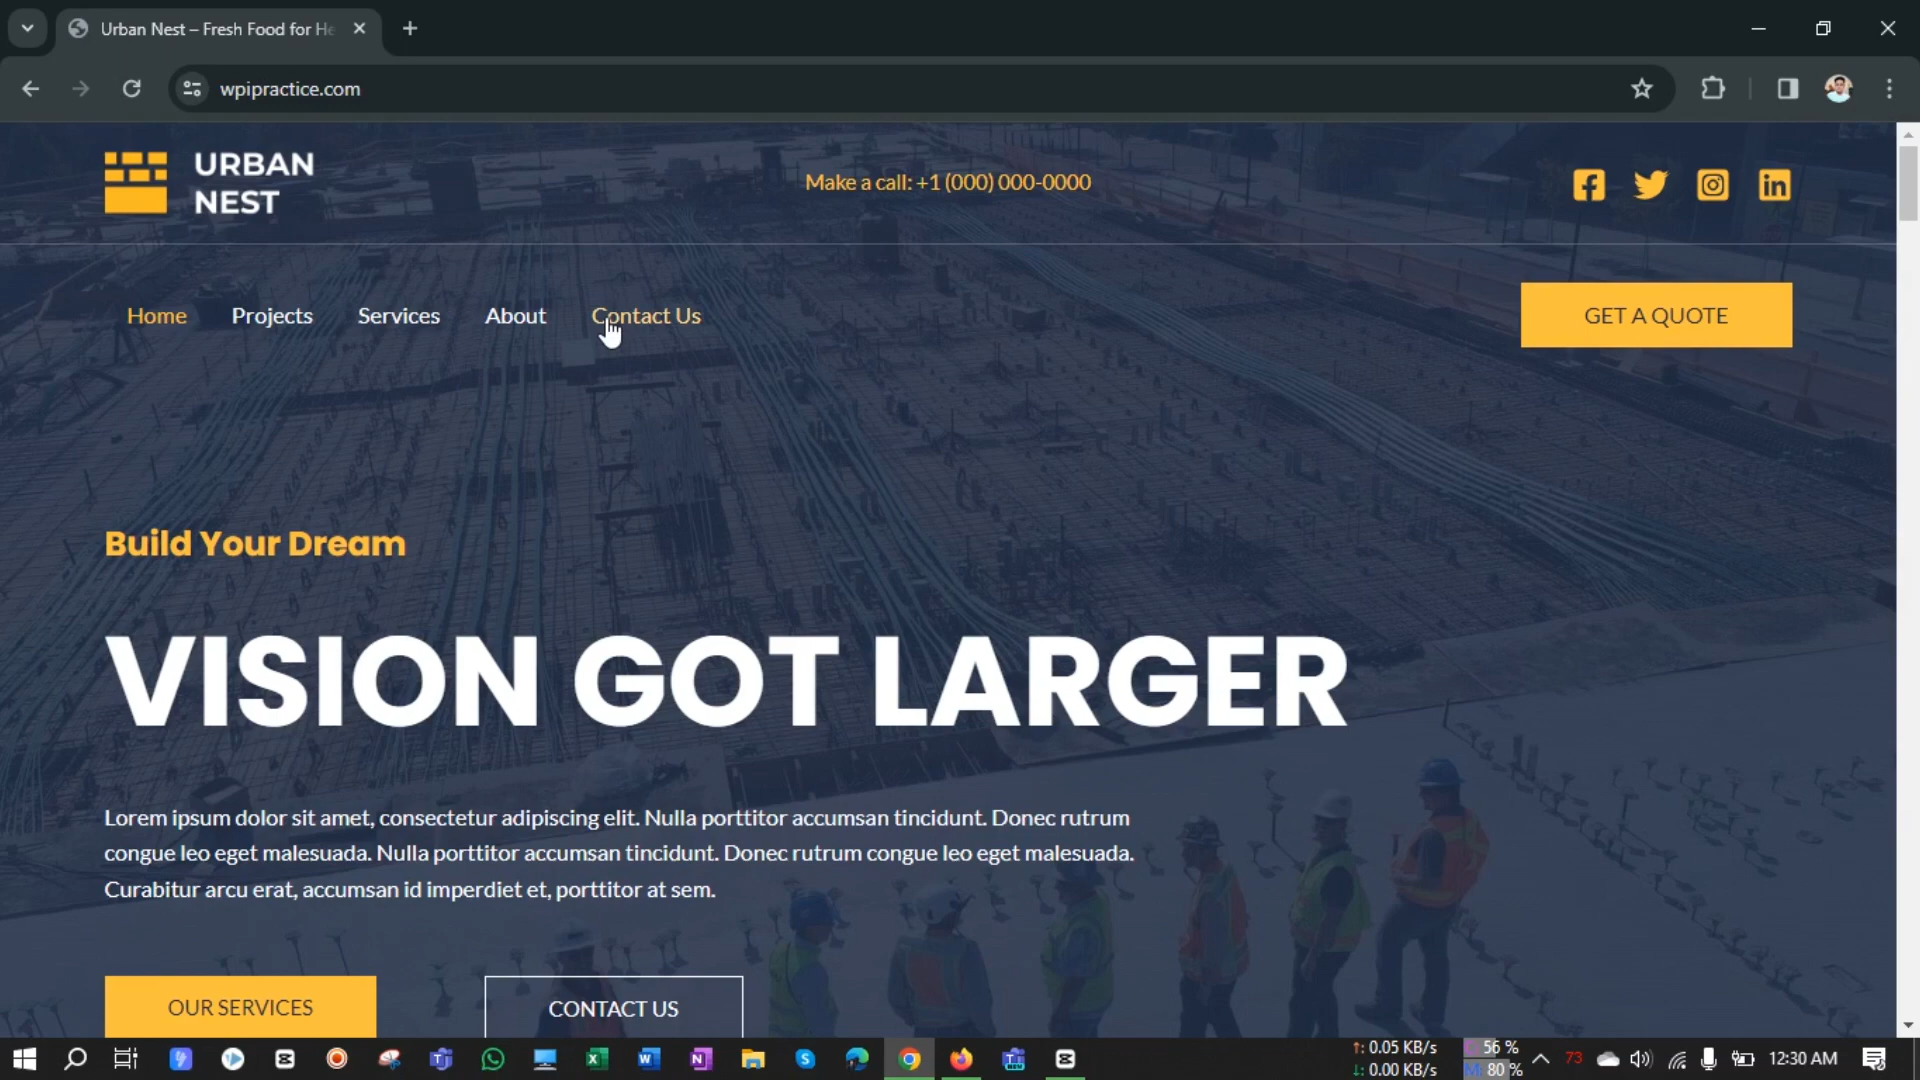 Urban Nest – Fresh Food for He
wpipractice.com
URBAN
NEST
Make a call: +1 (000) 000-0000
Home Projects Services About Contact Us
GET A QUOTE
Build Your Dream
VISION GOT LARGER
Lorem ipsum dolor sit amet, consectetur adipiscing elit. Nulla porttitor accumsan tincidunt. Donec rutrum
congue leo eget malesuada. Nulla porttitor accumsan tincidunt. Donec rutrum congue leo eget malesuada.
Curabitur arcu erat, accumsan id imperdiet et, porttitor at sem.
OUR SERVICES
CONTACT US
↑: 0.05 KB/s
↓: 0.00 KB/s
56 %
M: 80 %
73
12:30 AM